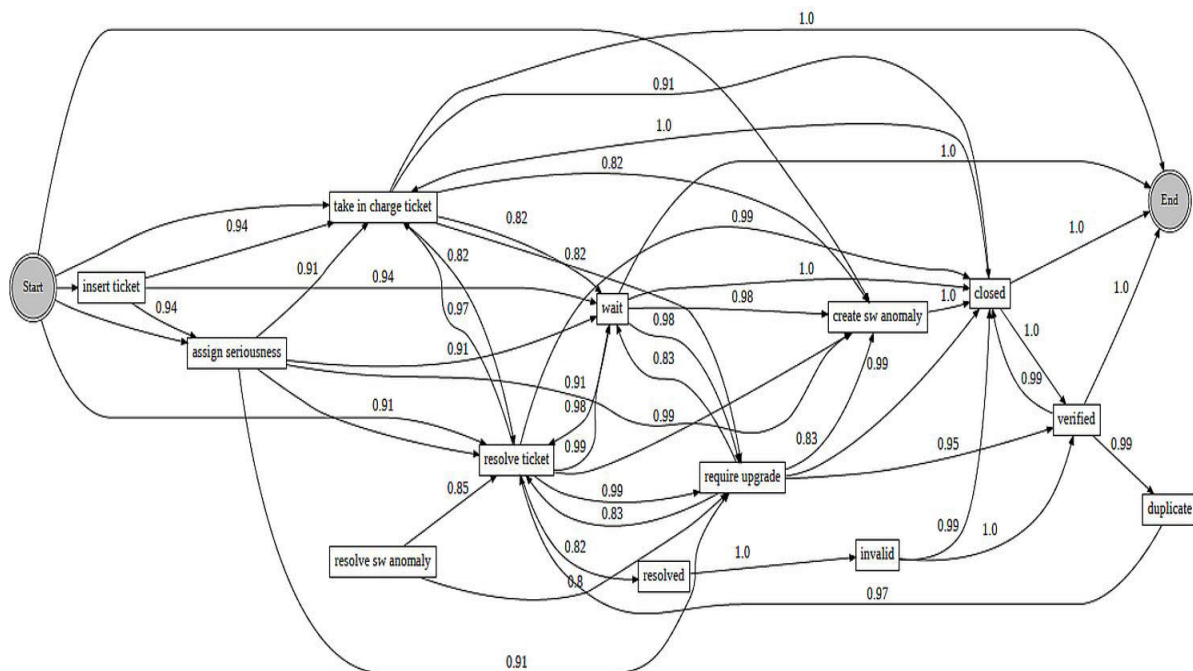 1.0
0.91
1.0
1.0
0.82
take in charge ticket
End
0.94
0.82
0.99
0.82
0.82
1.0
0.91
0.94
1.0
Start
insert ticket
1.0
closed
0.94
wait
0.98
1.0
create sw anomaly
0.97
0.98
1.0
assign seriousness
0.91
0.83
0.99
0.99
0.91
0.98
0.99
verified
0.91
0.99
0.83
0.95
0.99
resolve ticket
require upgrade
0.85
0.99
duplicate
0.83
0.99
1.0
0.82
1.0
invalid
resolve sw anomaly
resolved
0.8
0.97
0.91